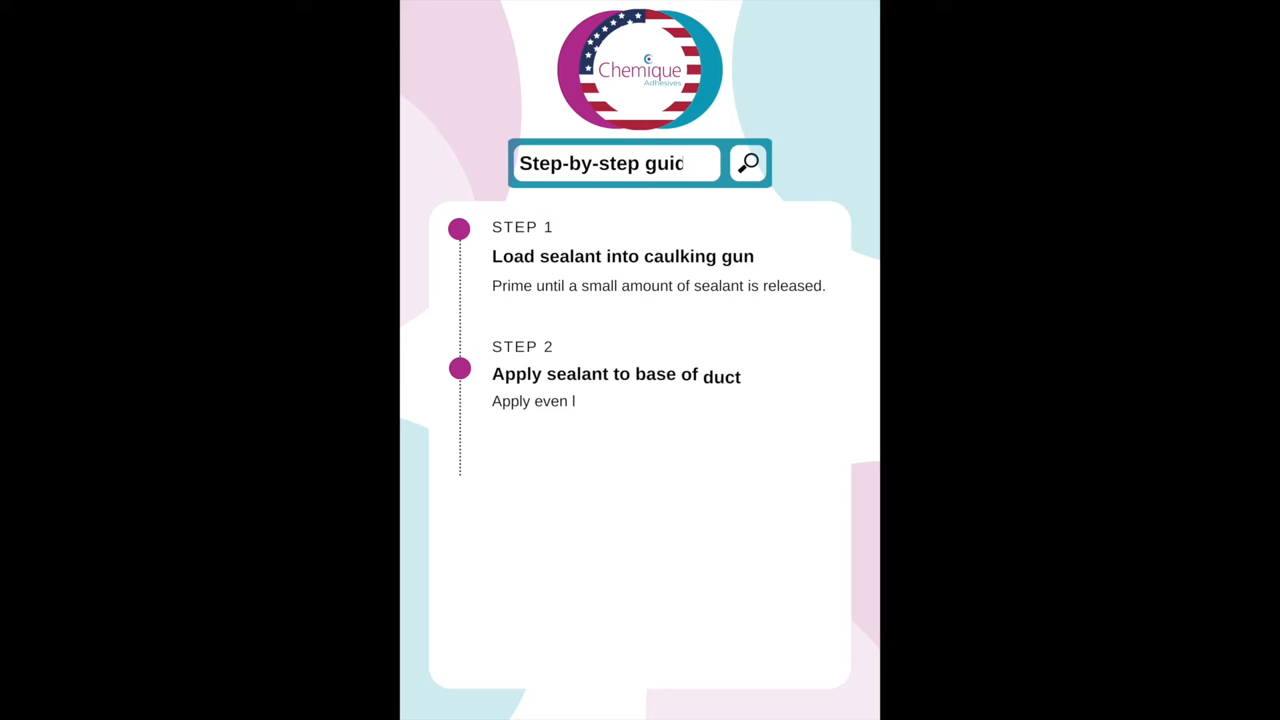 Chemique
Adhesives
Step-by-step guid
STEP 1
Load sealant into caulking gun
Prime until a small amount of sealant is released.
STEP 2
Apply sealant to base of duct
Apply even l